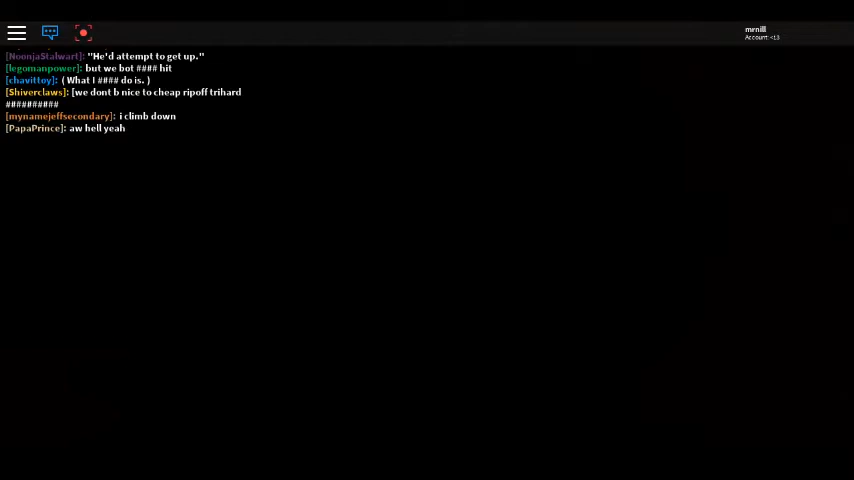 mrnill
Account: <13
[NoonjaStalwart]: "He'd attempt to get up."
[legomanpower]: but we bot #### hit
[chavittoy]: ( What I #### do is. )
[Shiverclaws]: [we dont b nice to cheap ripoff trihard
##########
[mynamejeffsecondary]: i climb down
[PapaPrince]: aw hell yeah